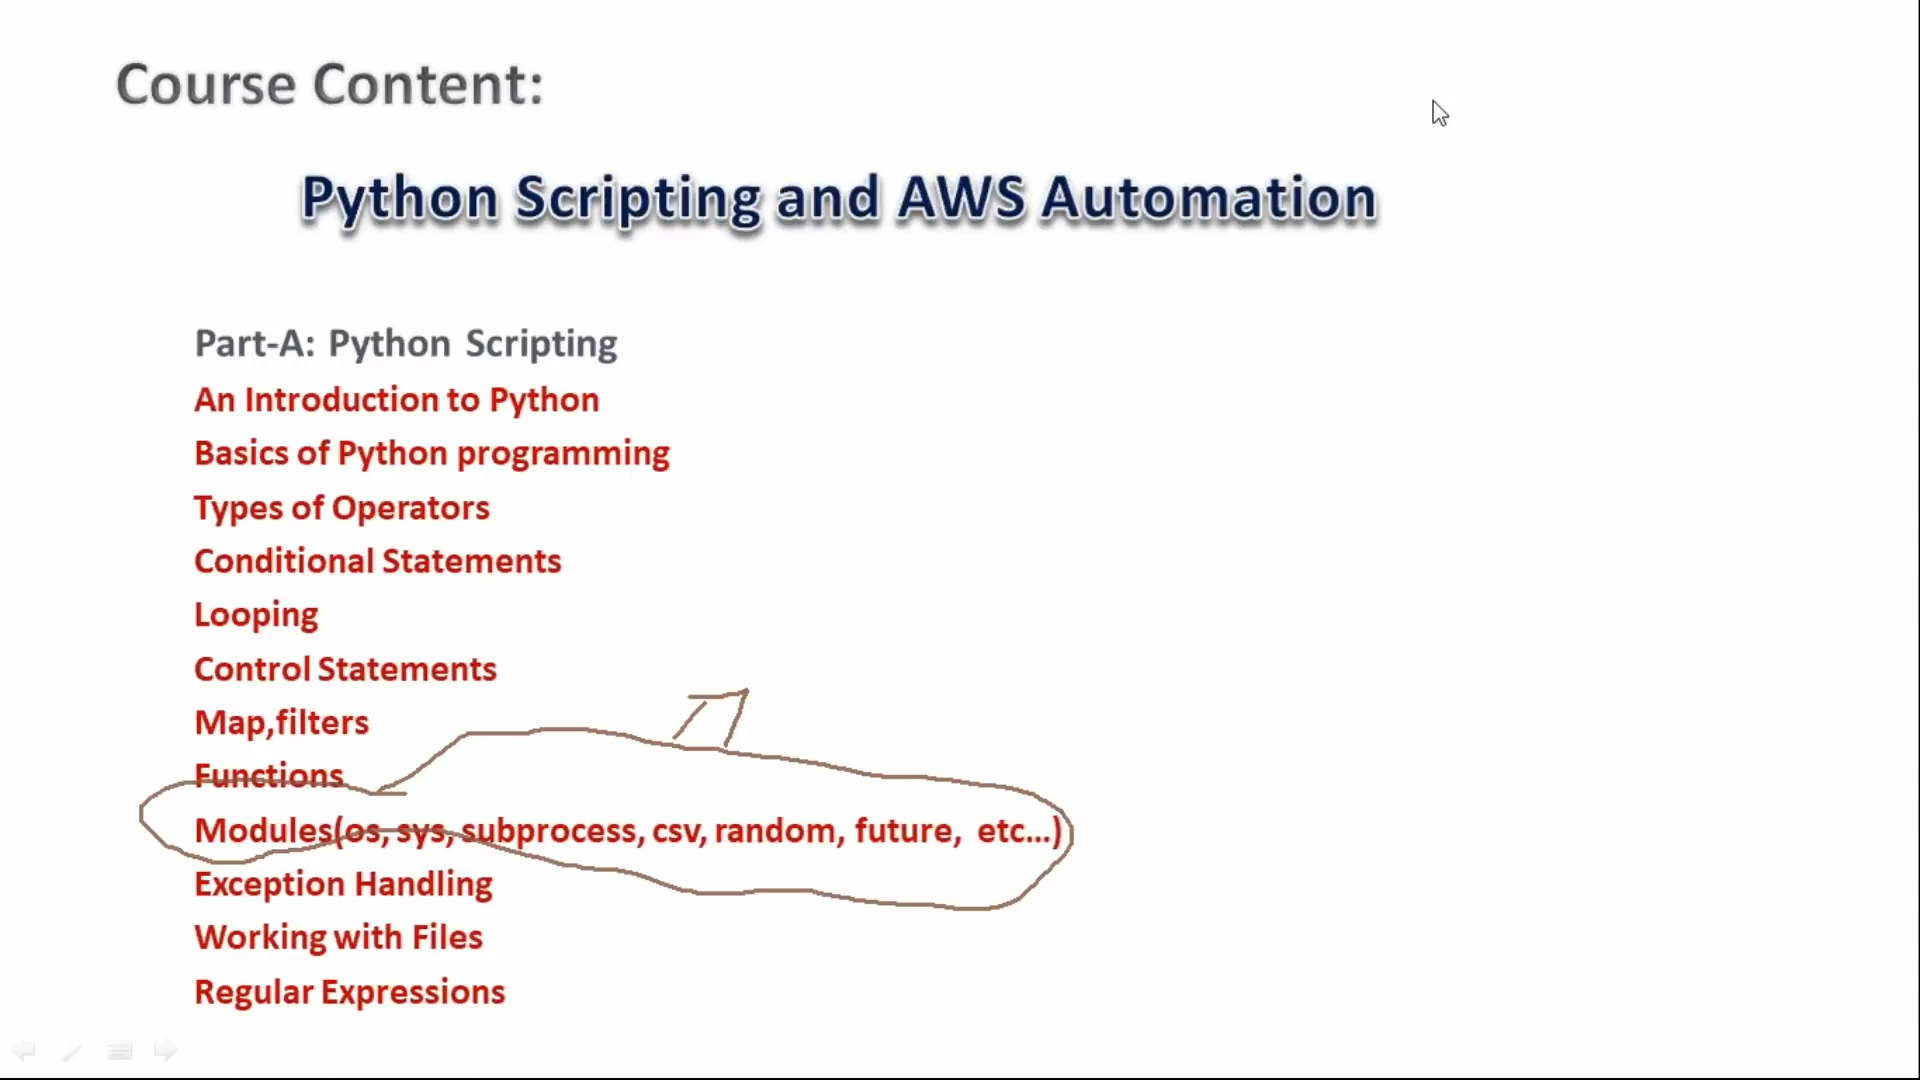 Course Content:
Python Scripting and AWS Automation
Part-A: Python Scripting
An Introduction to Python
Basics of Python programming
Types of Operators
Conditional Statements
Looping
Control Statements
Map,filters
Functions
Modules(os, sys, subprocess, csv, random, future, etc...)
Exception Handling
Working with Files
Regular Expressions